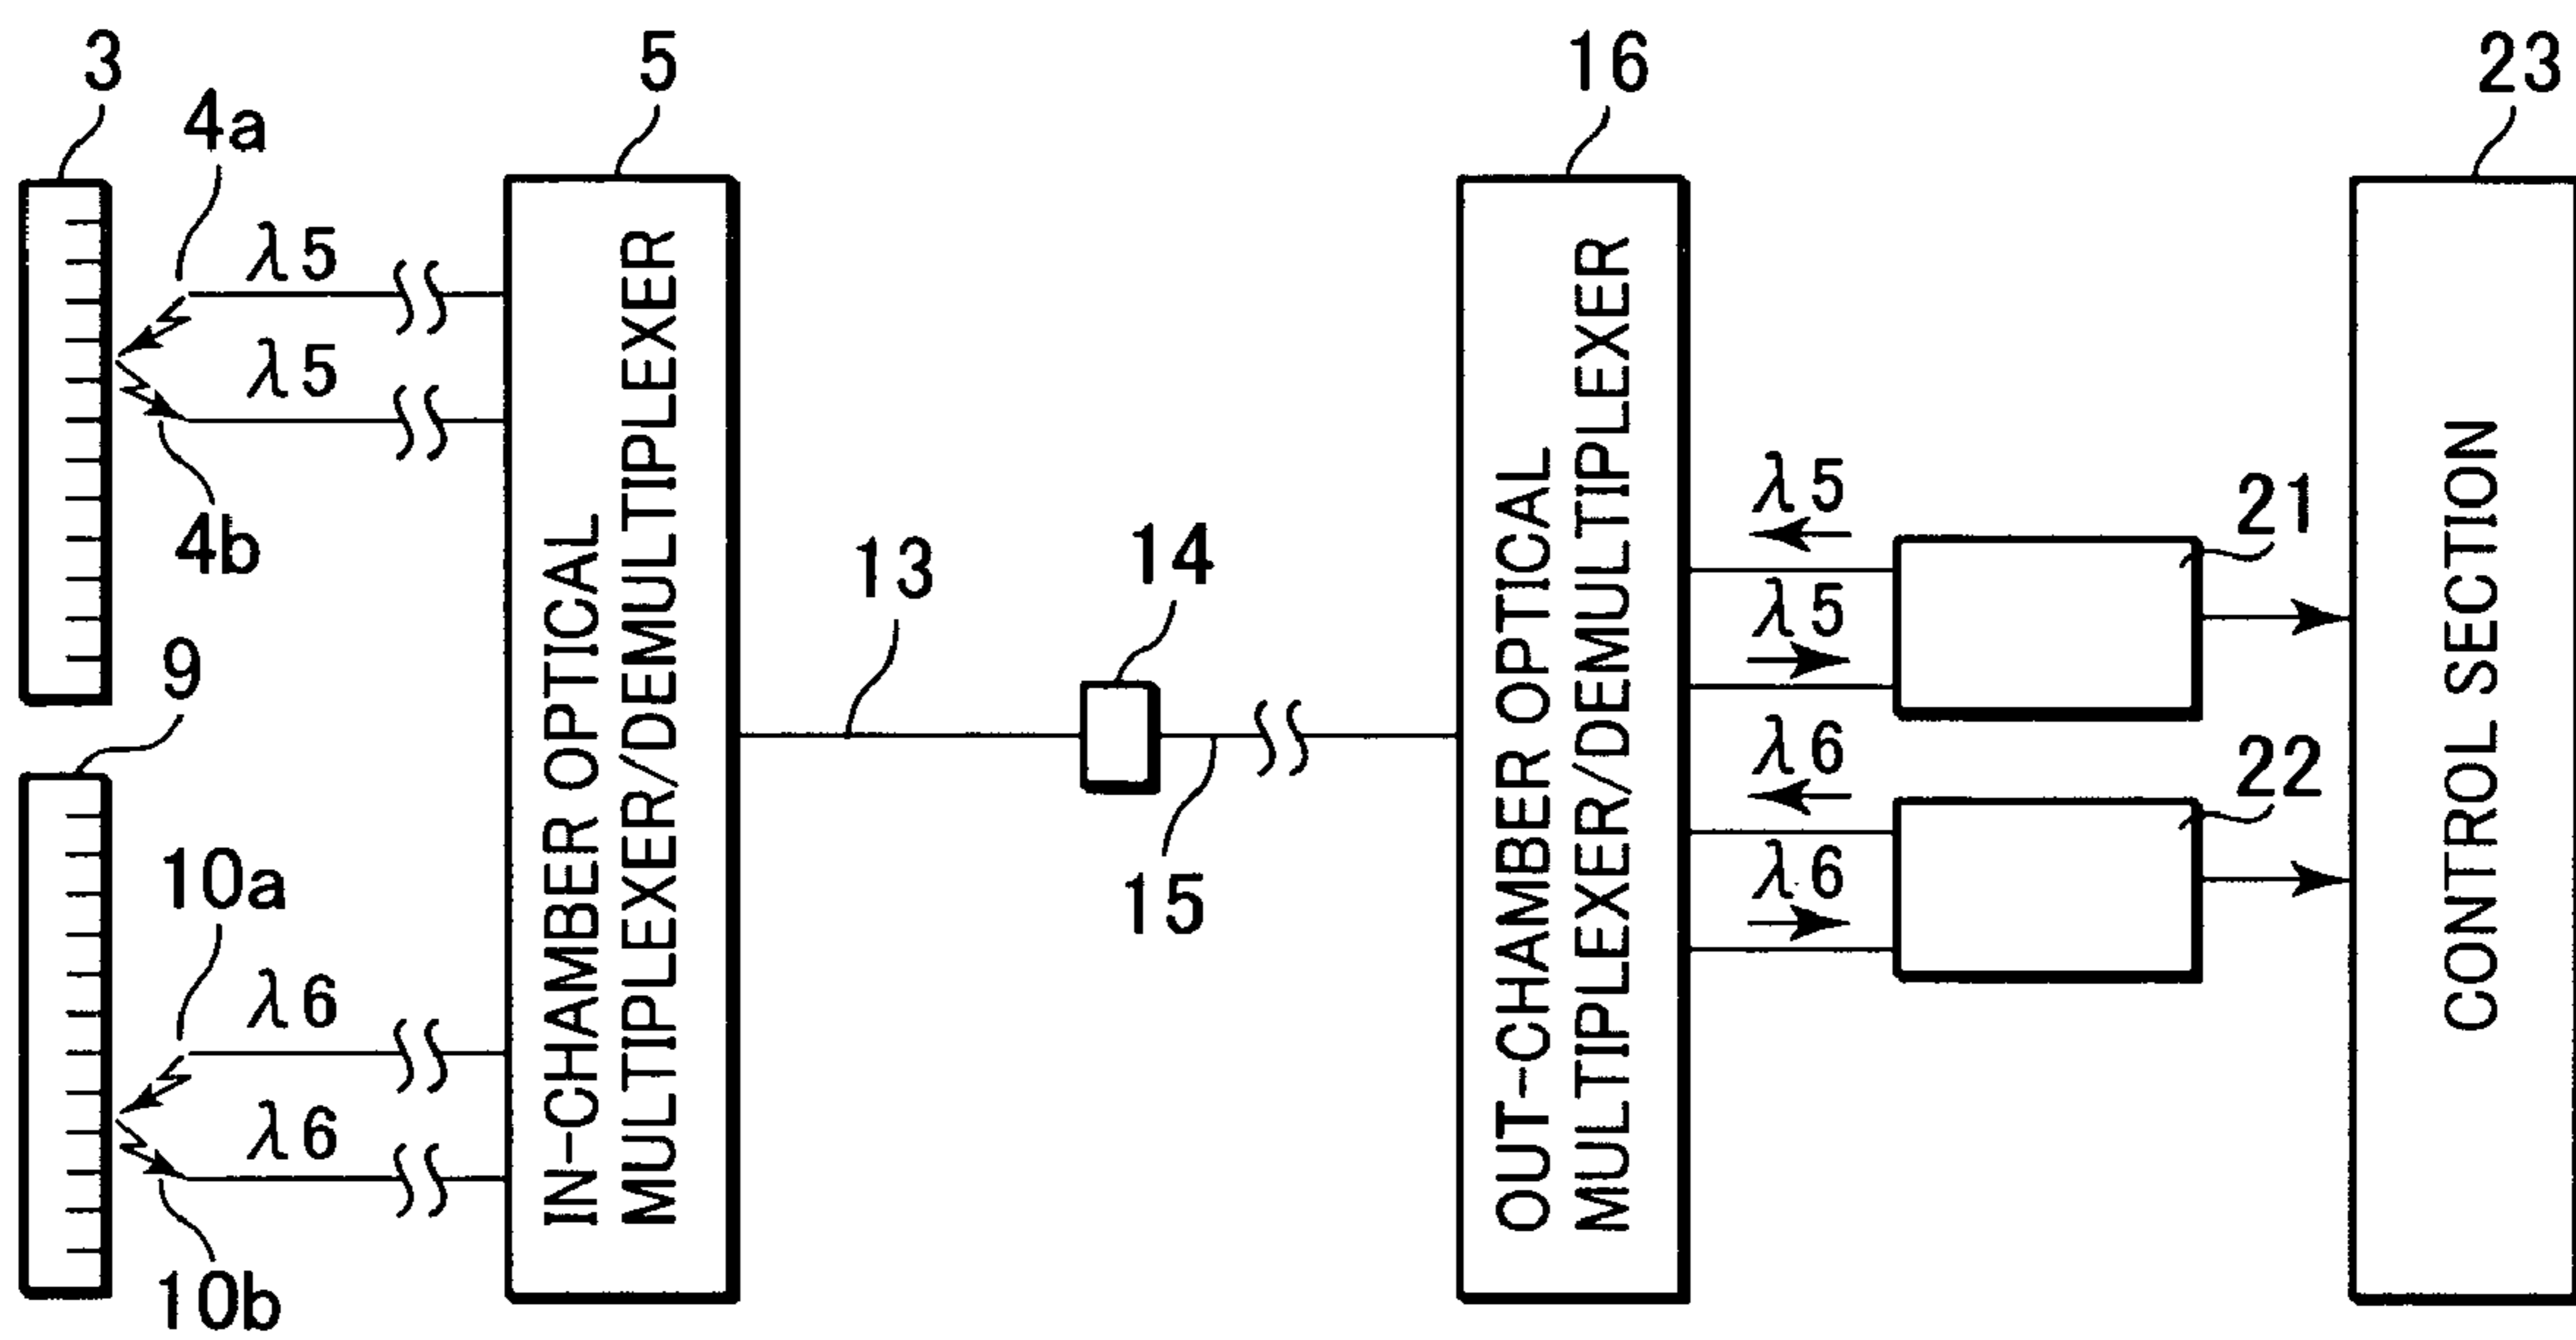 3
5
16
23
4a
λ5
λ5
4b
9
IN-CHAMBER OPTICAL
MULTIPLEXER/DEMULTIPLEXER
13
14
15
OUT-CHAMBER OPTICAL
MULTIPLEXER/DEMULTIPLEXER
λ5
λ5
21
λ6
λ6
22
CONTROL SECTION
10a
λ6
λ6
10b